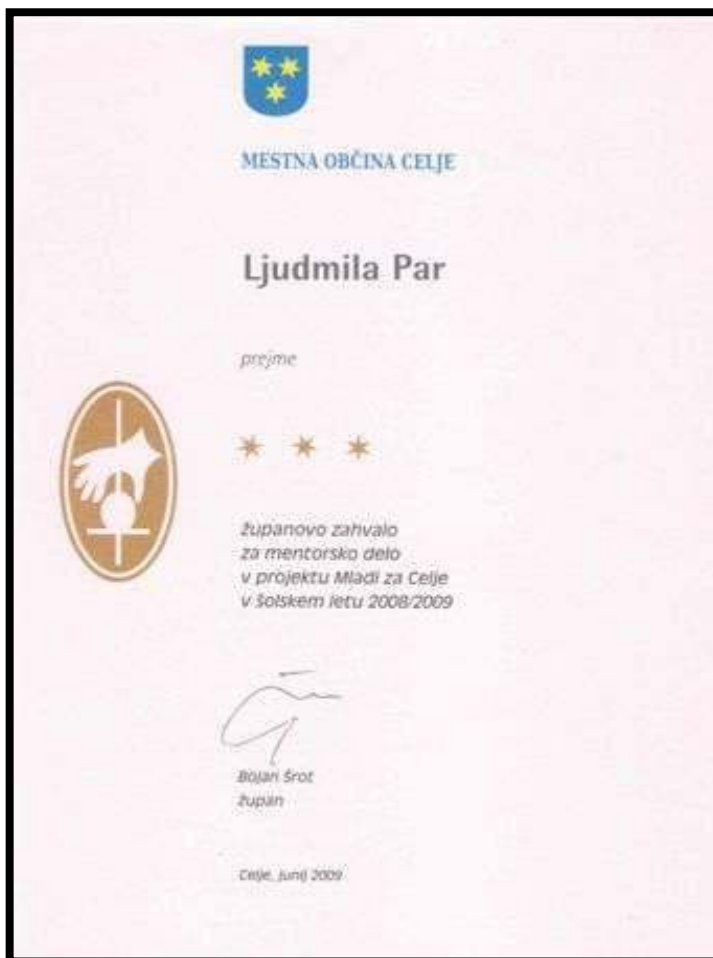 MESTNA OBČINA CELJE
Ljudmila Par
prejme
županovo zahvalo
za mentorsko delo
v projektu Mladi za Celje
v šolskem letu 2008/2009
Bojan Šrot
župan
Celje, junij 2009